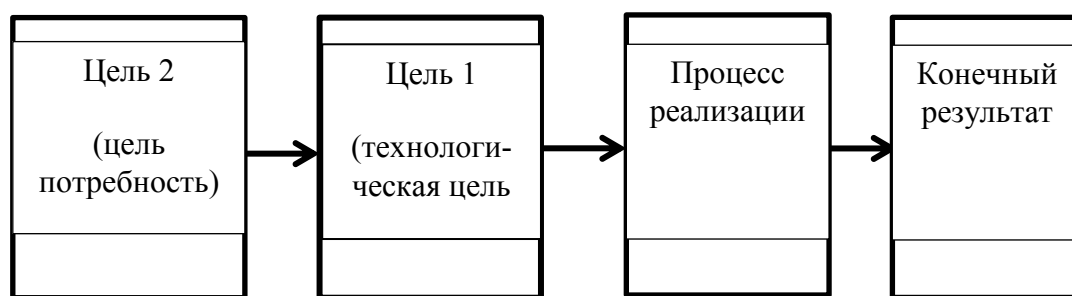 Цель 2
(цель
потребность)
Цель 1
(технологи-
ческая цель
Процесс
реализации
Конечный
результат